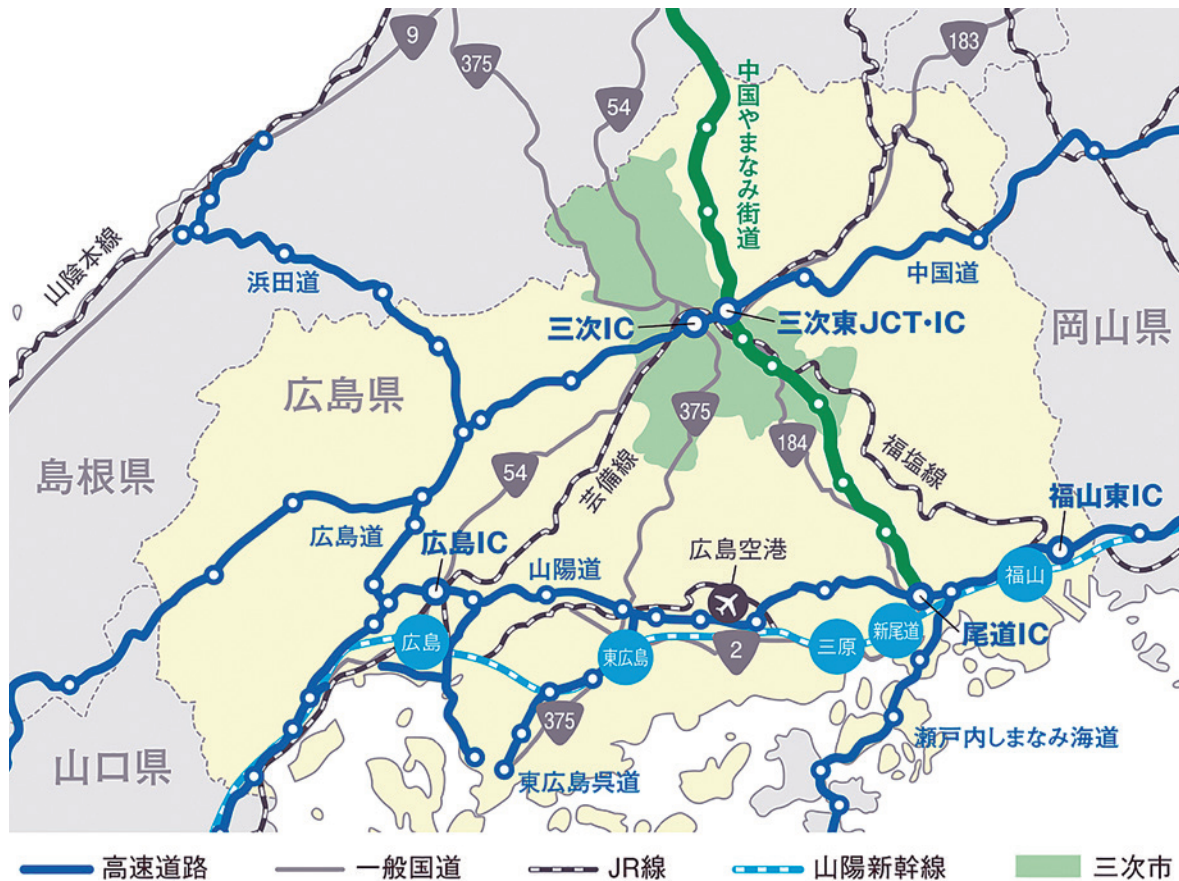 9
375
54
183
中国やまなみ街道
山陰本線
浜田道
中国道
三次IC
三次東JCT・IC
岡山県
広島県
島根県
375
184
54
芸備線
福塩線
福山東IC
広島道
広島IC
山陽道
広島空港
福山
広島
東広島
2
三原
新尾道
尾道IC
375
瀬戸内しまなみ海道
山口県
東広島呉道
高速道路
一般国道
JR線
山陽新幹線
三次市